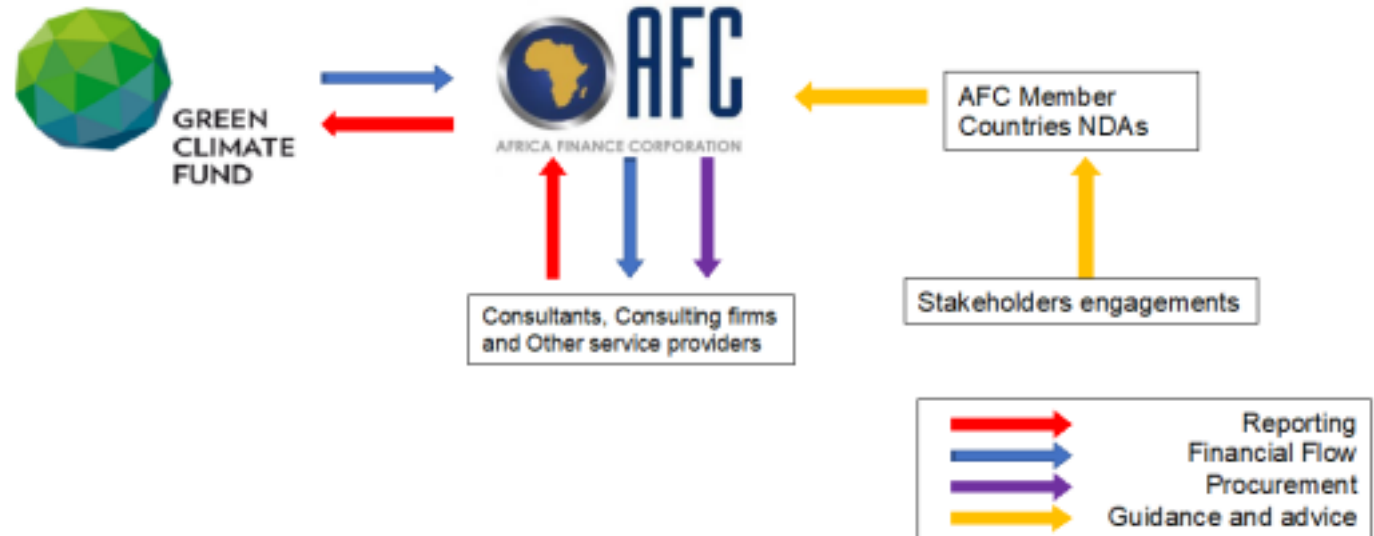 GREEN
CLIMATE
FUND
AFC
AFRICA FINANCE CORPORATION
AFC Member
Countries NDAs
Consultants, Consulting firms
and Other service providers
Stakeholders engagements
Reporting
Financial Flow
Procurement
Guidance and advice